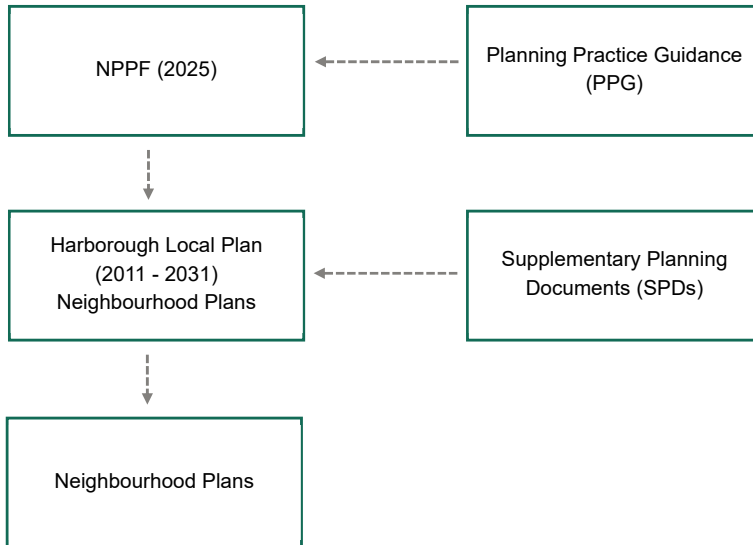 NPPF (2025)
Planning Practice Guidance
(PPG)
Harborough Local Plan
(2011 - 2031)
Neighbourhood Plans
Supplementary Planning
Documents (SPDs)
Neighbourhood Plans